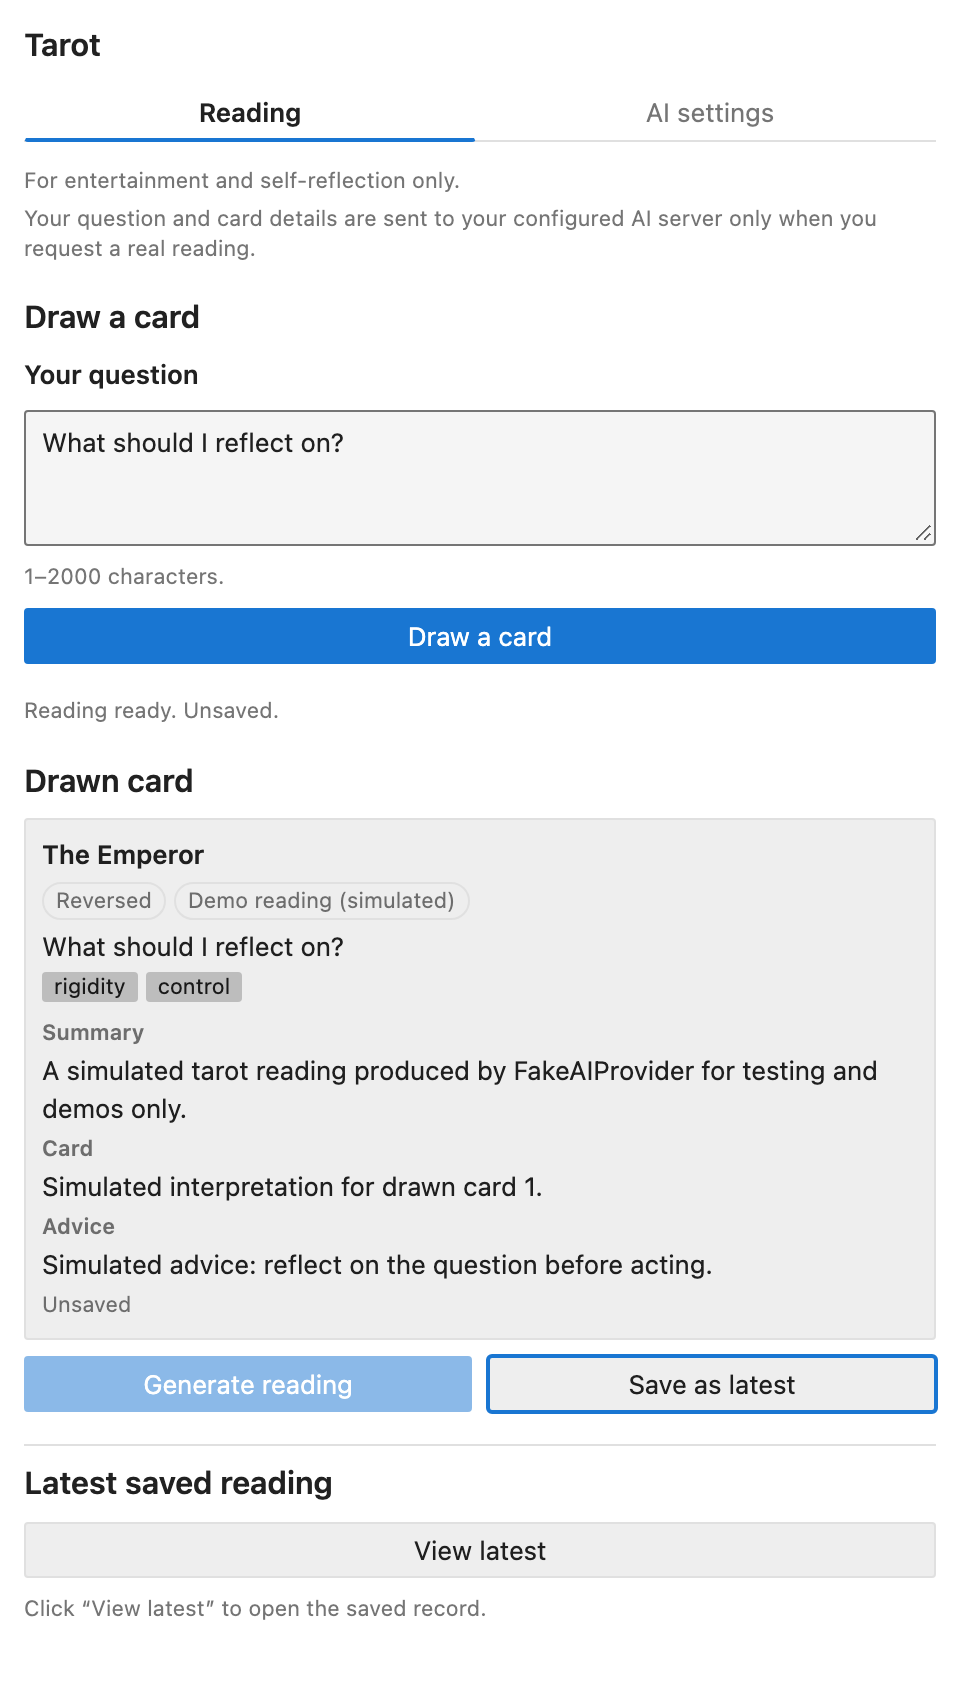 Tarot
Reading
AI settings
For entertainment and self-reflection only.
Your question and card details are sent to your configured AI server only when you
request a real reading.
Draw a card
Your question
What should I reflect on?
1–2000 characters.
Draw a card
Reading ready. Unsaved.
Drawn card
The Emperor
Reversed
Demo reading (simulated)
What should I reflect on?
rigidity
control
Summary
A simulated tarot reading produced by FakeAIProvider for testing and
demos only.
Card
Simulated interpretation for drawn card 1.
Advice
Simulated advice: reflect on the question before acting.
Unsaved
Generate reading
Save as latest
Latest saved reading
View latest
Click “View latest” to open the saved record.